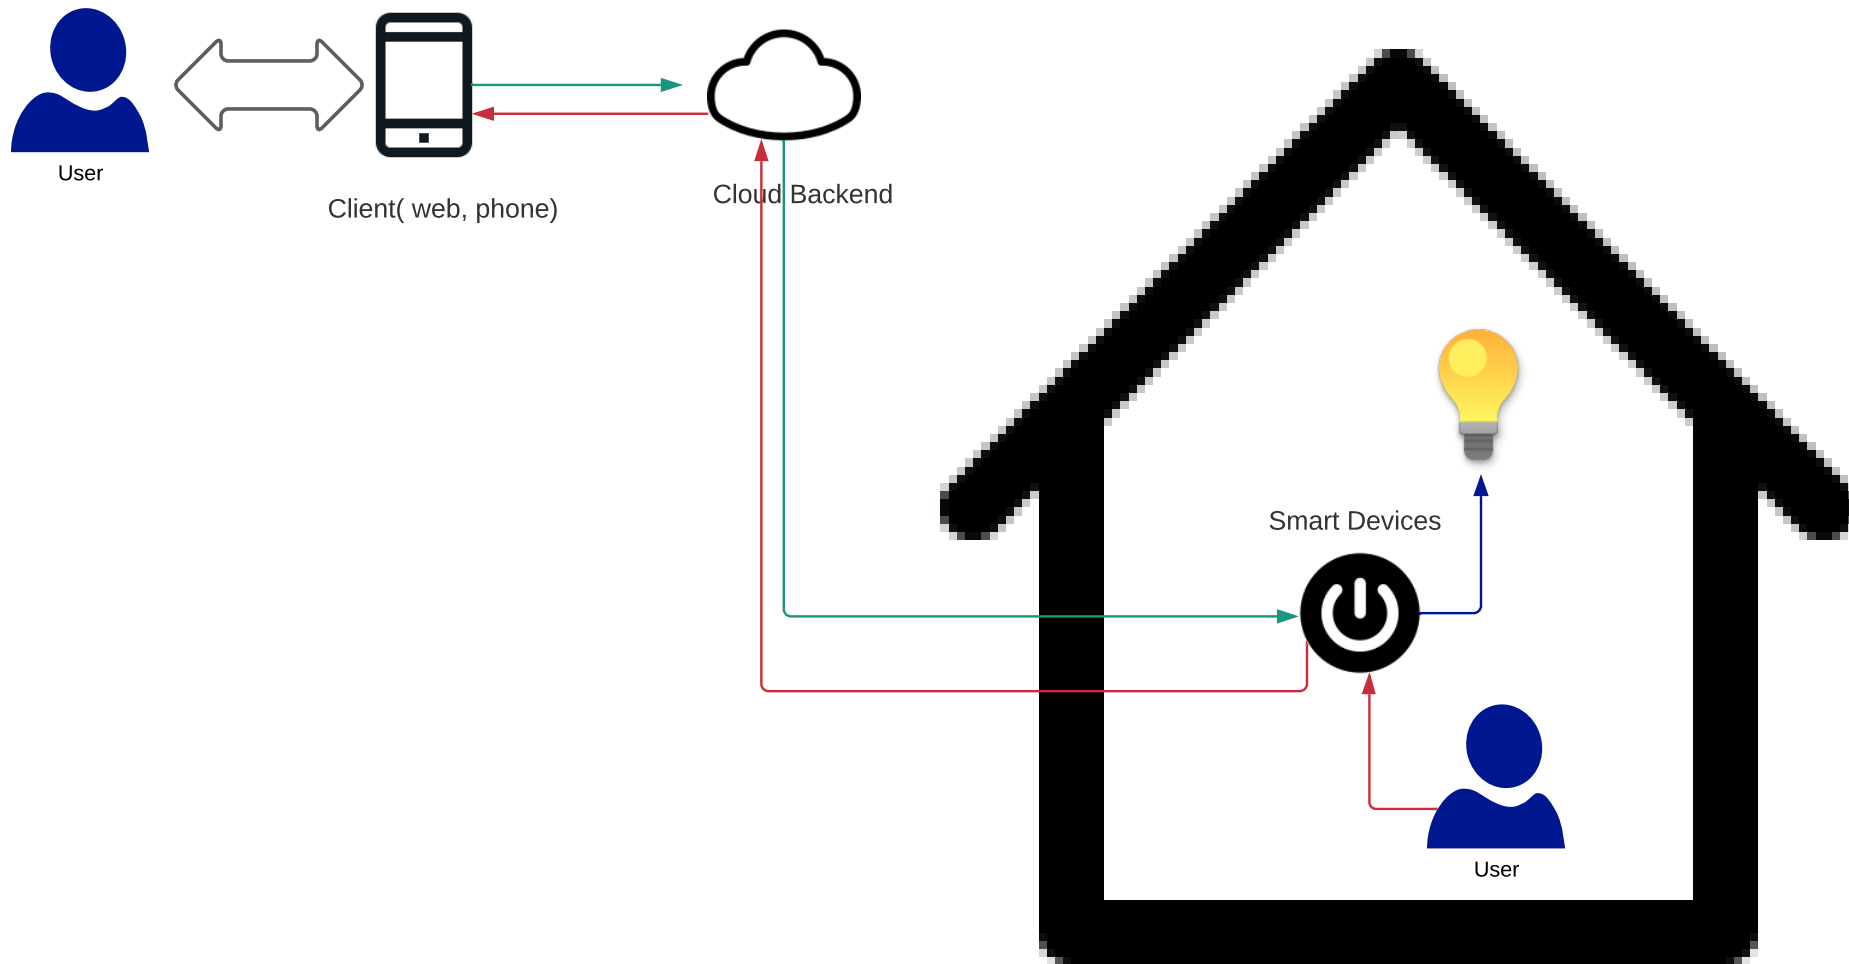 User
Client( web, phone)
Cloud Backend
Smart Devices
User